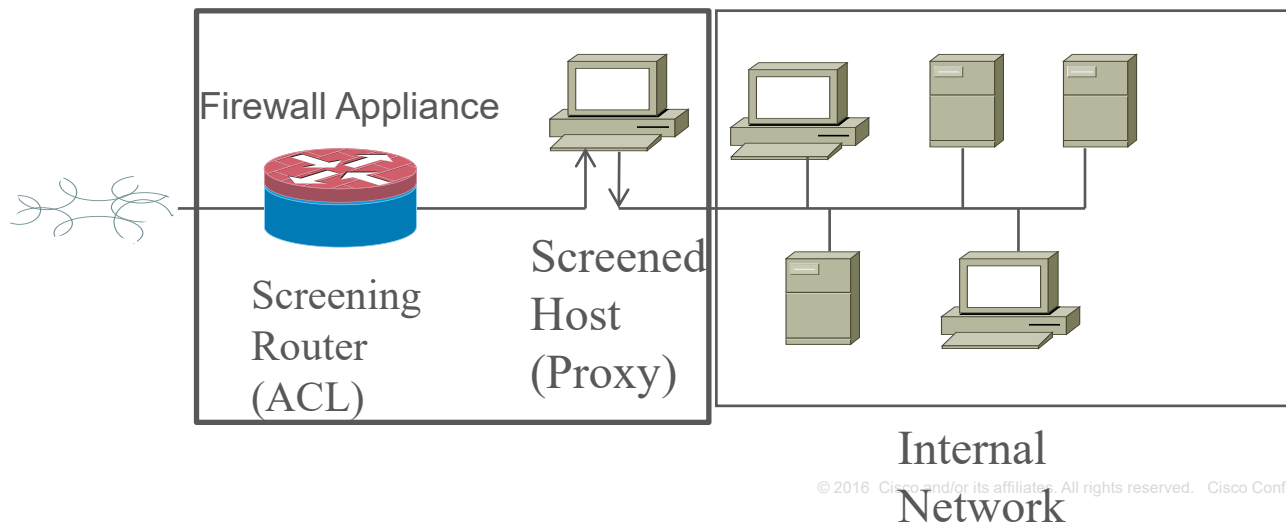 Firewall Appliance
Screening
Router
(ACL)
Screened
Host
(Proxy)
Internal
Network
© 2016 Cisco and/or its affiliates. All rights reserved. Cisco Conf